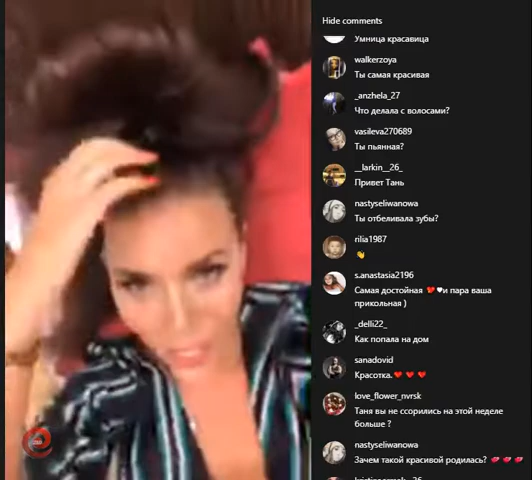 Hide comments
Умница красавица
walkerzoya
Ты самая красивая
_anzhela_27
Что делала с волосами?
vasileva270689
Ты пьянная?
__larkin__26_
Привет Тань
nastyseliwanowa
Ты отбеливала зубы?
rilia1987
👏
s.anastasia2196
Самая достойная ❤️🖤и пара ваша
прикольная )
_delli22_
Как попала на дом
sanadovid
Красотка.❤️ ❤️ ❤️
love_flower_nvrsk
Таня вы не ссорились на этой неделе
больше ?
nastyseliwanowa
Зачем такой красивой родилась? 💋 💋 💋